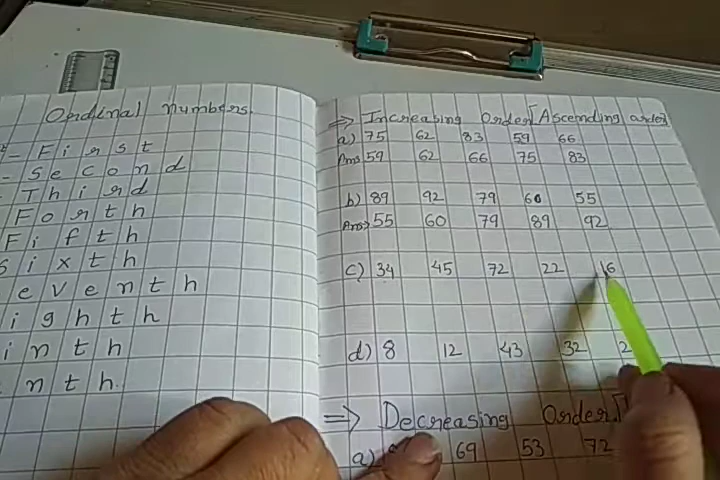 Ordinal Numbers.
First
Second
Third
Forth
Fifth
Sixth
eventh
ighth
inth
nth.
⇒ Increasing Order[Ascending order
a) 75 62 83 59 66
Ans 59 62 66 75 83
b) 89 92 79 60 55
Ans) 55 60 79 89 92
c) 34 45 72 22 16
d) 8 12 43 32 2
⇒ Decreasing Order[
a) 69 53 72